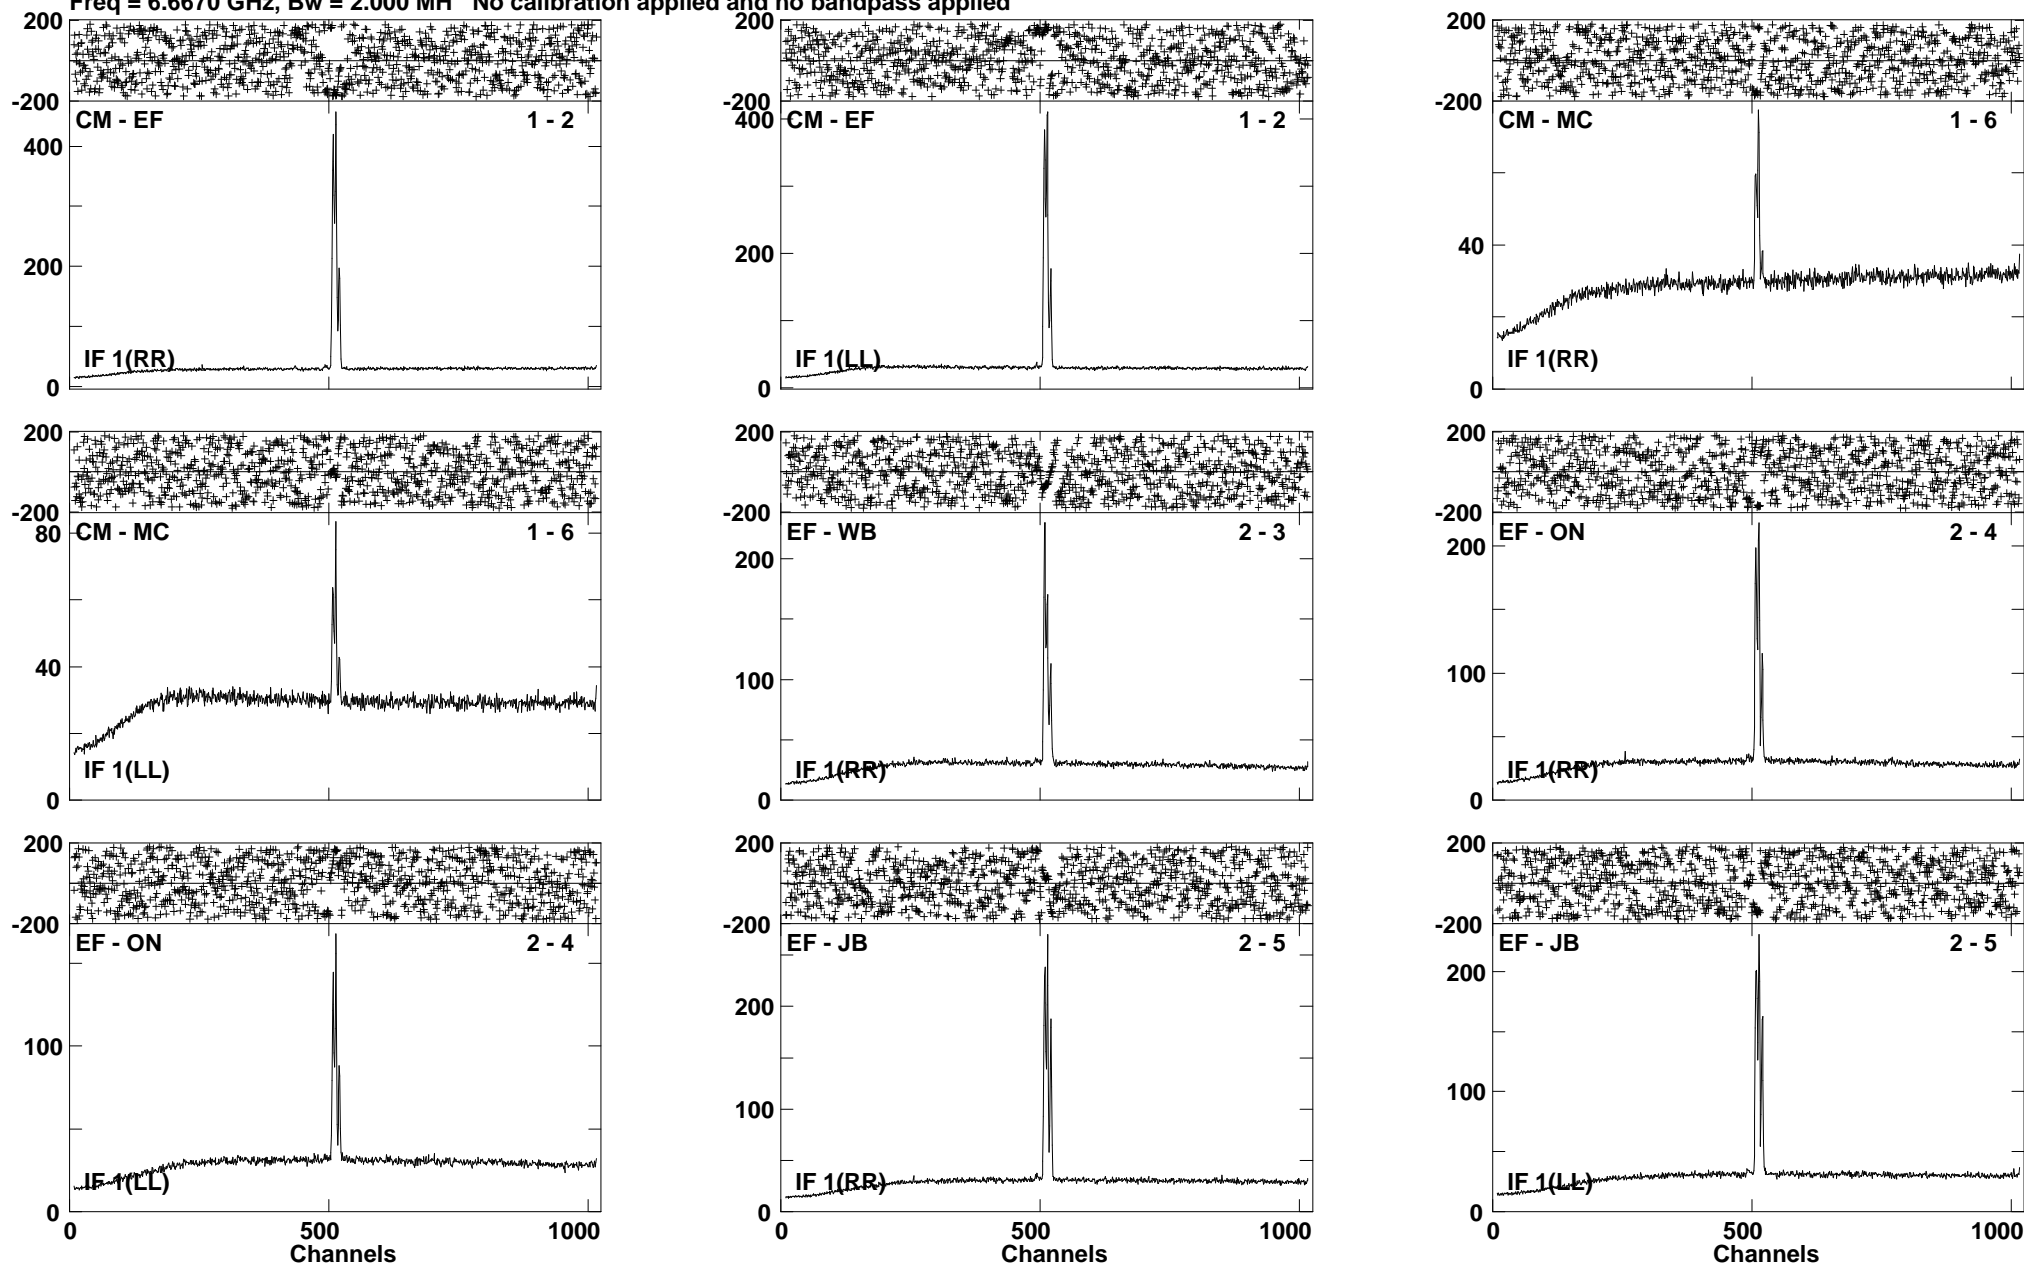 Freq = 6.6670 GHz, Bw = 2.000 MH No calibration applied and no bandpass applied
200
-200
CM - EF 1 - 2
400
200
0
IF 1(RR)
200
-200
CM - EF 1 - 2
400
200
0
IF 1(LL)
200
-200
CM - MC 1 - 6
40
0
IF 1(RR)
200
-200
CM - MC 1 - 6
80
40
0
IF 1(LL)
200
-200
EF - WB 2 - 3
200
100
0
IF 1(RR)
200
-200
EF - ON 2 - 4
200
100
0
IF 1(RR)
200
-200
EF - ON 2 - 4
100
0
IF 1(LL)
0 500 1000
Channels
200
-200
EF - JB 2 - 5
200
100
0
IF 1(RR)
0 500 1000
Channels
200
-200
EF - JB 2 - 5
200
100
0
IF 1(LL)
0 500 1000
Channels